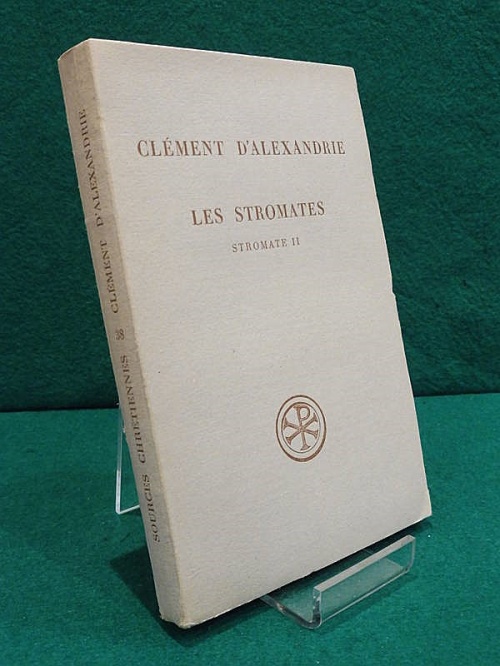 CLÉMENT D'ALEXANDRIE
LES STROMATES
STROMATE II
SOURCES CHRÉTIENNES 38 CLÉMENT D'ALEXANDRIE